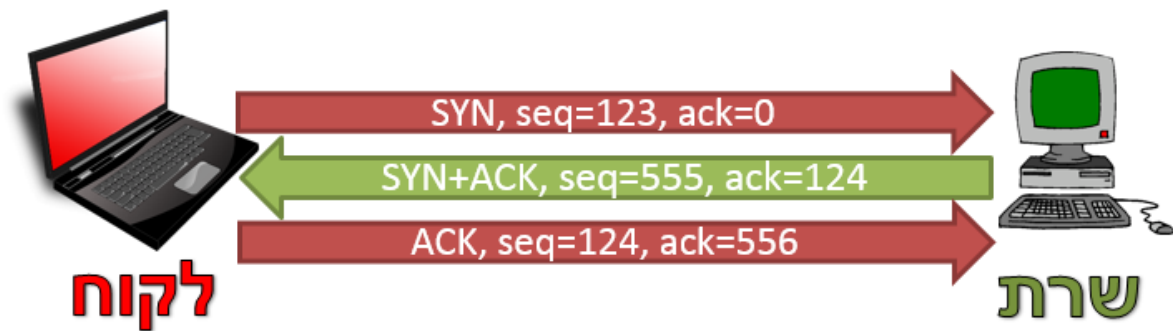 SYN, seq=123, ack=0
SYN+ACK, seq=555, ack=124
ACK, seq=124, ack=556
לקוח
שרת